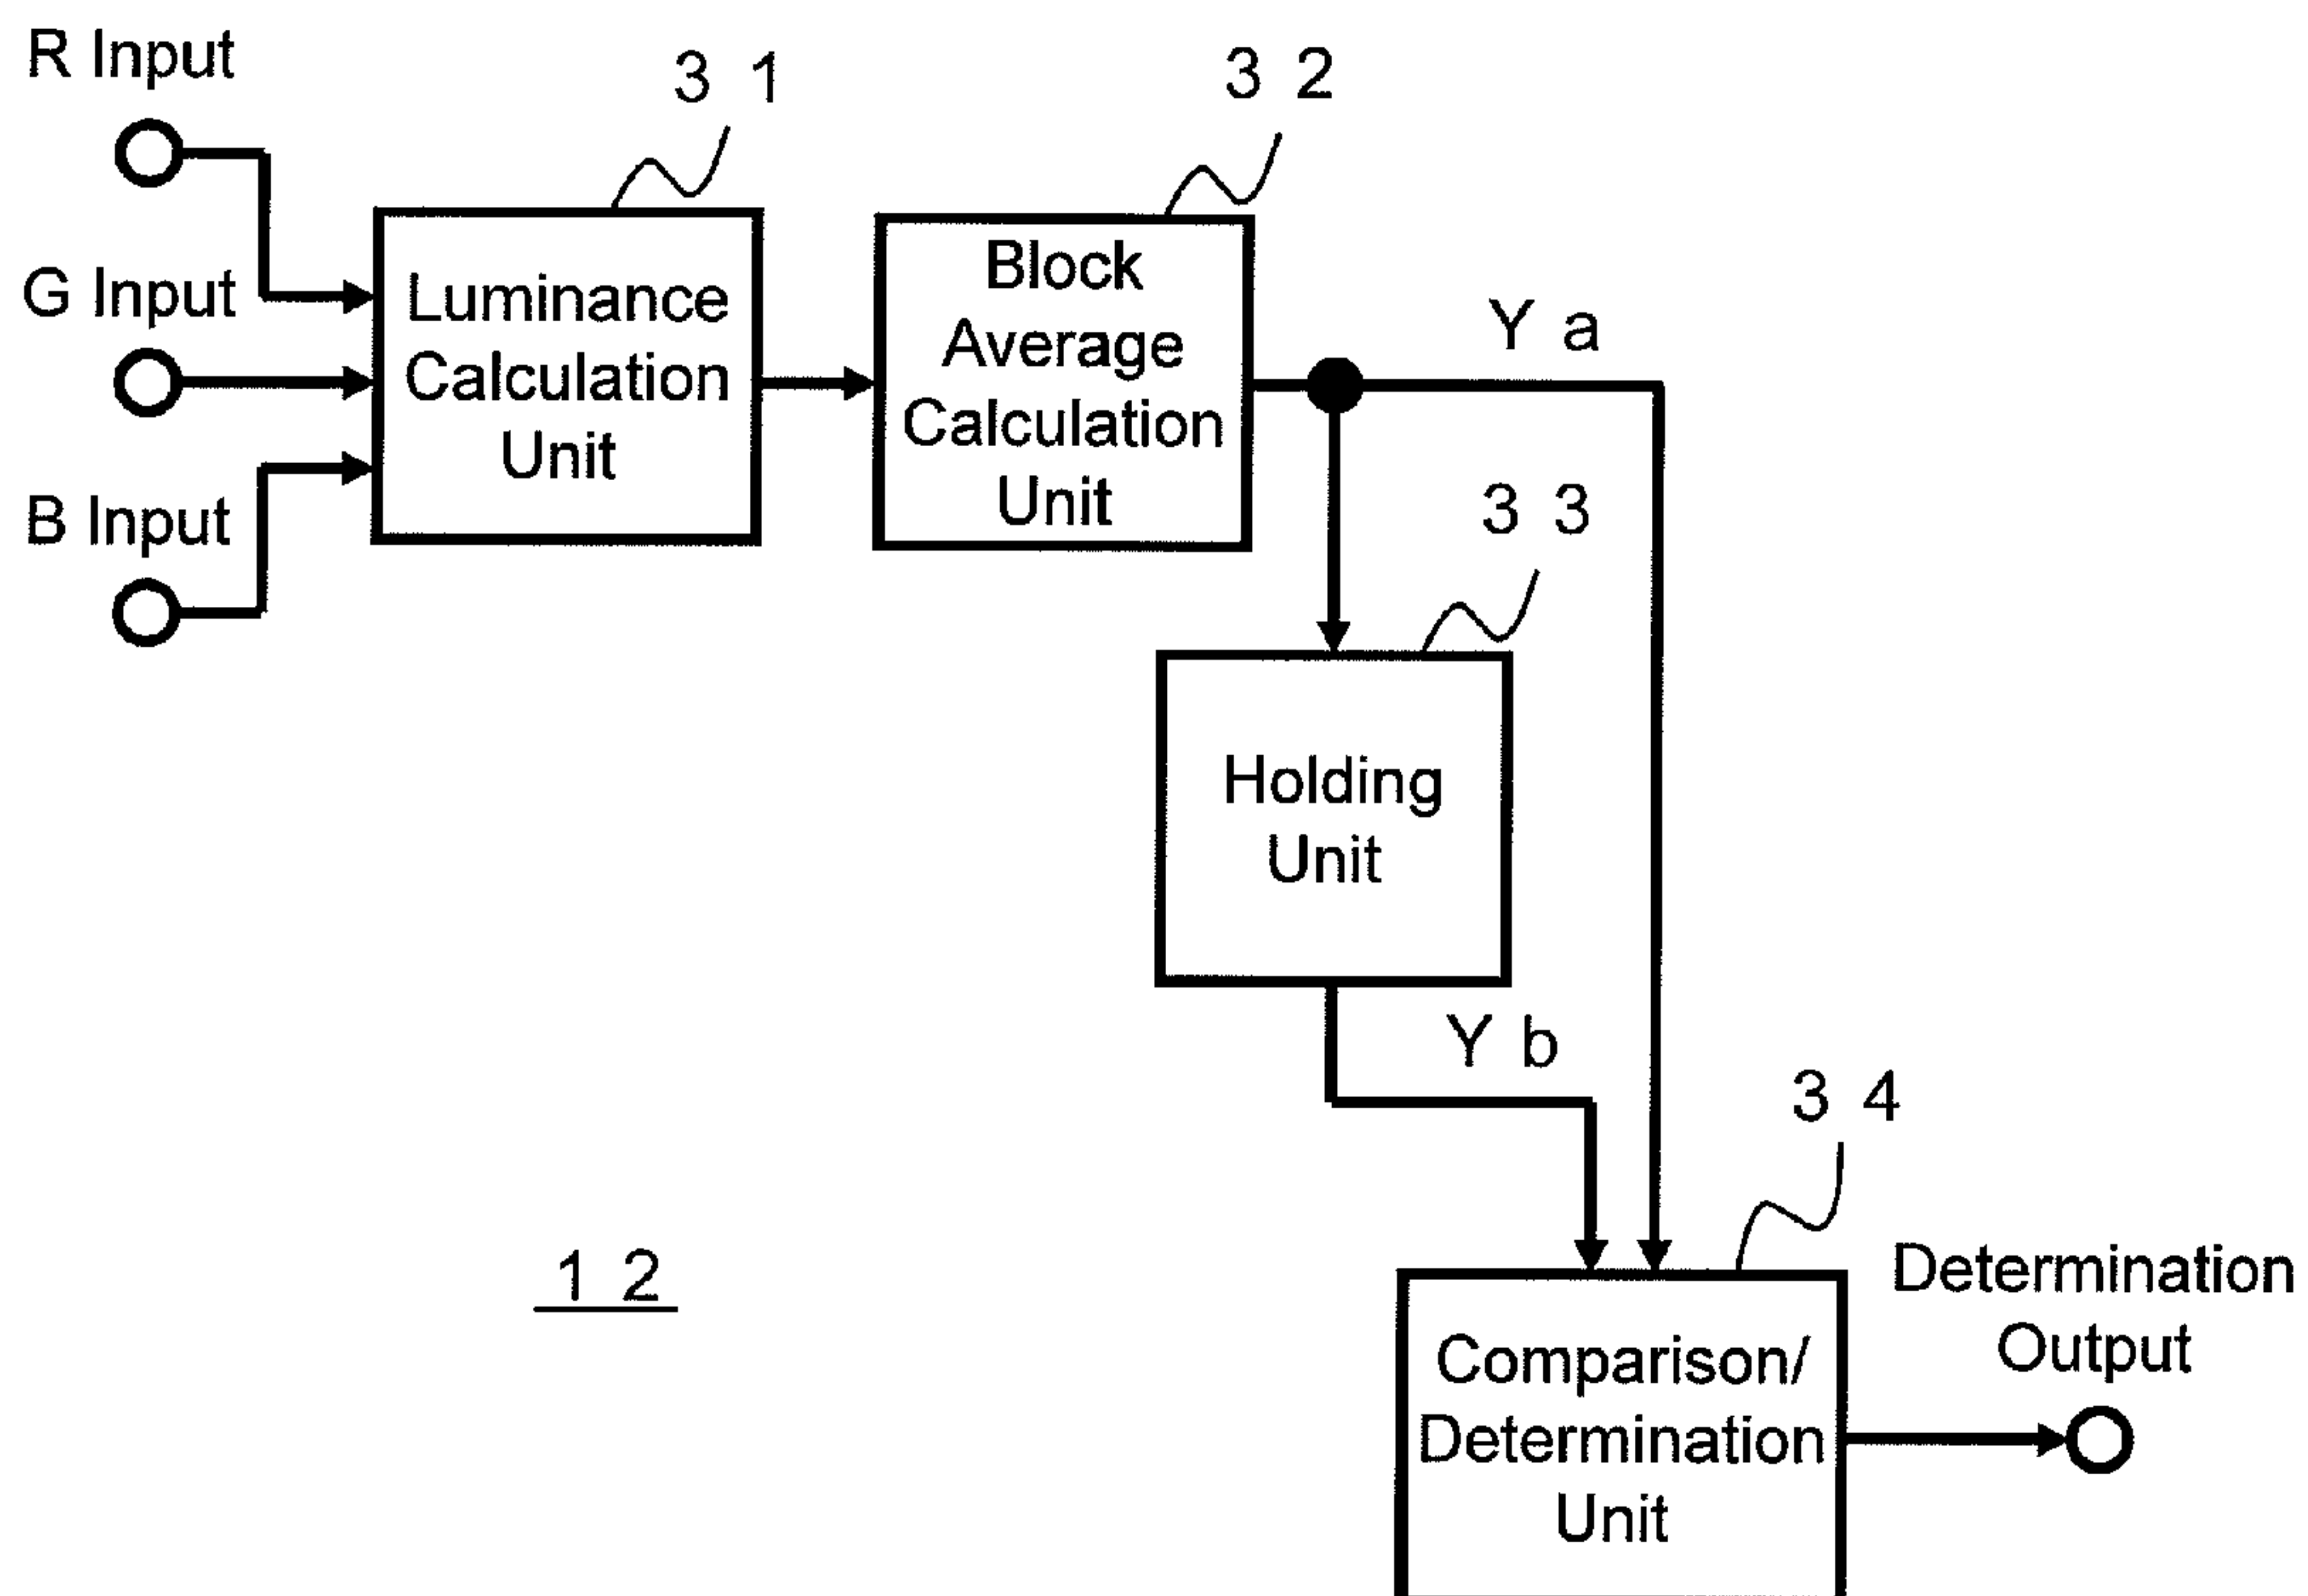 R Input
3 1
3 2
G Input
Luminance
Calculation
Unit
Block
Average
Calculation
Unit
Y a
B Input
3 3
Holding
Unit
Y b
3 4
1 2
Comparison/
Determination
Unit
Determination
Output